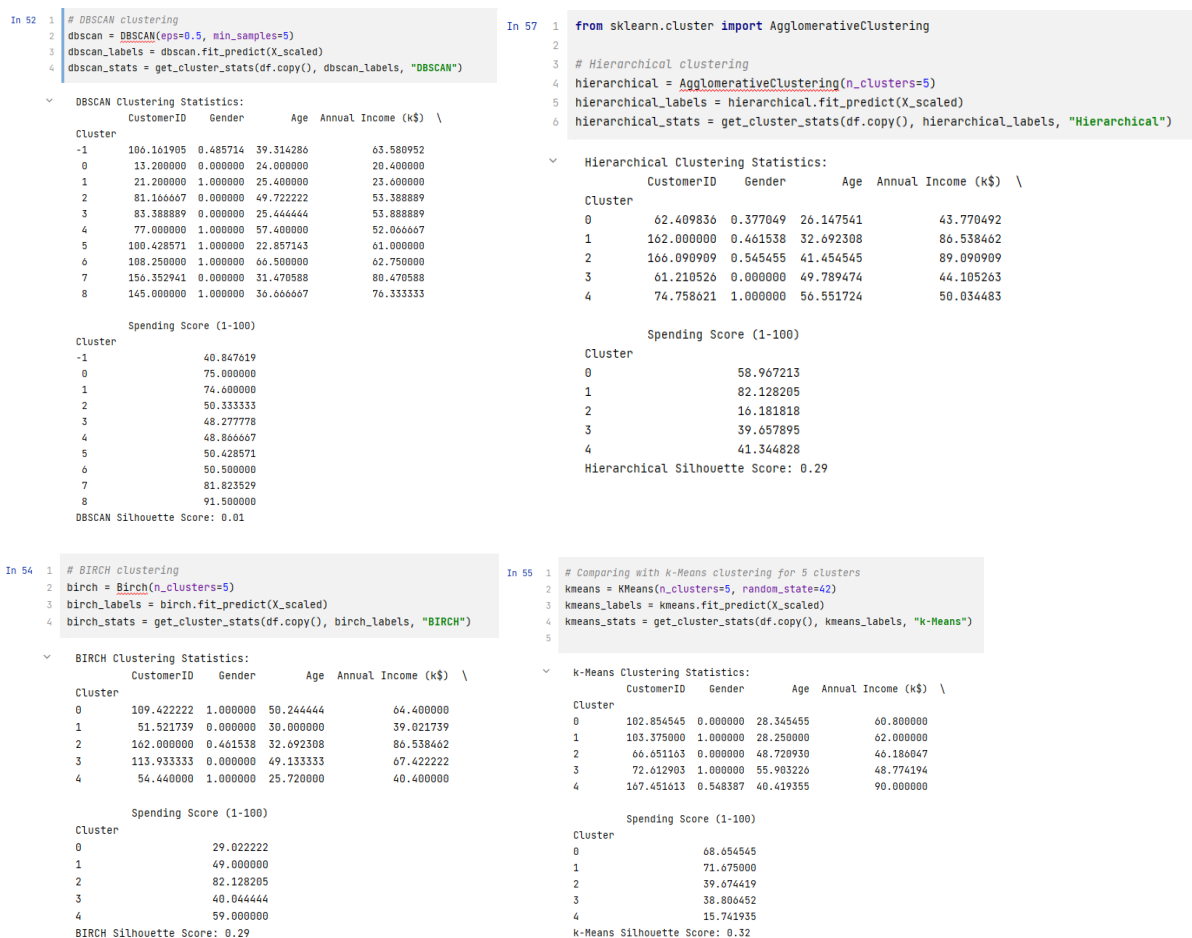 In 52 1 # DBSCAN clustering
2 dbscan = DBSCAN(eps=0.5, min_samples=5)
3 dbscan_labels = dbscan.fit_predict(X_scaled)
4 dbscan_stats = get_cluster_stats(df.copy(), dbscan_labels, "DBSCAN")
DBSCAN Clustering Statistics:
CustomerID Gender Age Annual Income (k$) \
Cluster
-1 106.161905 0.485714 39.314286 63.580952
0 13.200000 0.000000 24.000000 20.400000
1 21.200000 1.000000 25.400000 23.600000
2 81.166667 0.000000 49.722222 53.388889
3 83.388889 0.000000 25.444444 53.888889
4 77.000000 1.000000 57.400000 52.066667
5 100.428571 1.000000 22.857143 61.000000
6 108.250000 1.000000 66.500000 62.750000
7 156.352941 0.000000 31.470588 80.470588
8 145.000000 1.000000 36.666667 76.333333
Spending Score (1-100)
Cluster
-1 40.847619
0 75.000000
1 74.600000
2 50.333333
3 48.277778
4 48.866667
5 50.428571
6 50.500000
7 81.823529
8 91.500000
DBSCAN Silhouette Score: 0.01
In 57 1 from sklearn.cluster import AgglomerativeClustering
2
3 # Hierarchical clustering
4 hierarchical = AgglomerativeClustering(n_clusters=5)
5 hierarchical_labels = hierarchical.fit_predict(X_scaled)
6 hierarchical_stats = get_cluster_stats(df.copy(), hierarchical_labels, "Hierarchical")
Hierarchical Clustering Statistics:
CustomerID Gender Age Annual Income (k$) \
Cluster
0 62.409836 0.377049 26.147541 43.770492
1 162.000000 0.461538 32.692308 86.538462
2 166.090909 0.545455 41.454545 89.090909
3 61.210526 0.000000 49.789474 44.105263
4 74.758621 1.000000 56.551724 50.034483
Spending Score (1-100)
Cluster
0 58.967213
1 82.128205
2 16.181818
3 39.657895
4 41.344828
Hierarchical Silhouette Score: 0.29
In 54 1 # BIRCH clustering
2 birch = Birch(n_clusters=5)
3 birch_labels = birch.fit_predict(X_scaled)
4 birch_stats = get_cluster_stats(df.copy(), birch_labels, "BIRCH")
BIRCH Clustering Statistics:
CustomerID Gender Age Annual Income (k$) \
Cluster
0 109.422222 1.000000 50.244444 64.400000
1 51.521739 0.000000 30.000000 39.021739
2 162.000000 0.461538 32.692308 86.538462
3 113.933333 0.000000 49.133333 67.422222
4 54.440000 1.000000 25.720000 40.400000
Spending Score (1-100)
Cluster
0 29.022222
1 49.000000
2 82.128205
3 40.044444
4 59.000000
BIRCH Silhouette Score: 0.29
In 55 1 # Comparing with k-Means clustering for 5 clusters
2 kmeans = KMeans(n_clusters=5, random_state=42)
3 kmeans_labels = kmeans.fit_predict(X_scaled)
4 kmeans_stats = get_cluster_stats(df.copy(), kmeans_labels, "k-Means")
5
k-Means Clustering Statistics:
CustomerID Gender Age Annual Income (k$) \
Cluster
0 102.854545 0.000000 28.345455 60.800000
1 103.375000 1.000000 28.250000 62.000000
2 66.651163 0.000000 48.720930 46.186047
3 72.612903 1.000000 55.903226 48.774194
4 167.451613 0.548387 40.419355 90.000000
Spending Score (1-100)
Cluster
0 68.654545
1 71.675000
2 39.674419
3 38.806452
4 15.741935
k-Means Silhouette Score: 0.32